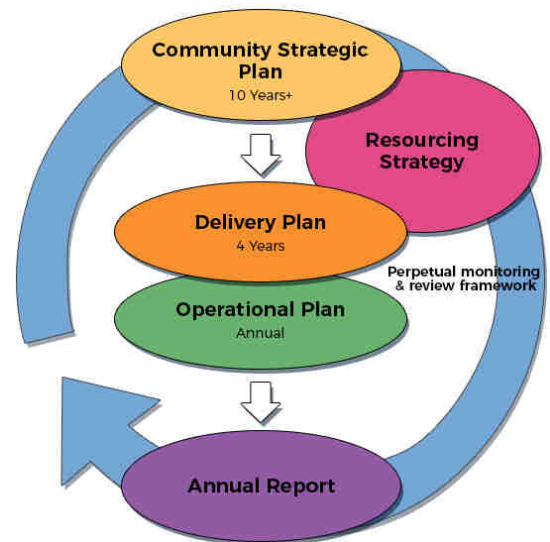 Community Strategic
Plan
10 Years+
Resourcing
Strategy
Delivery Plan
4 Years
Perpetual monitoring
& review framework
Operational Plan
Annual
Annual Report